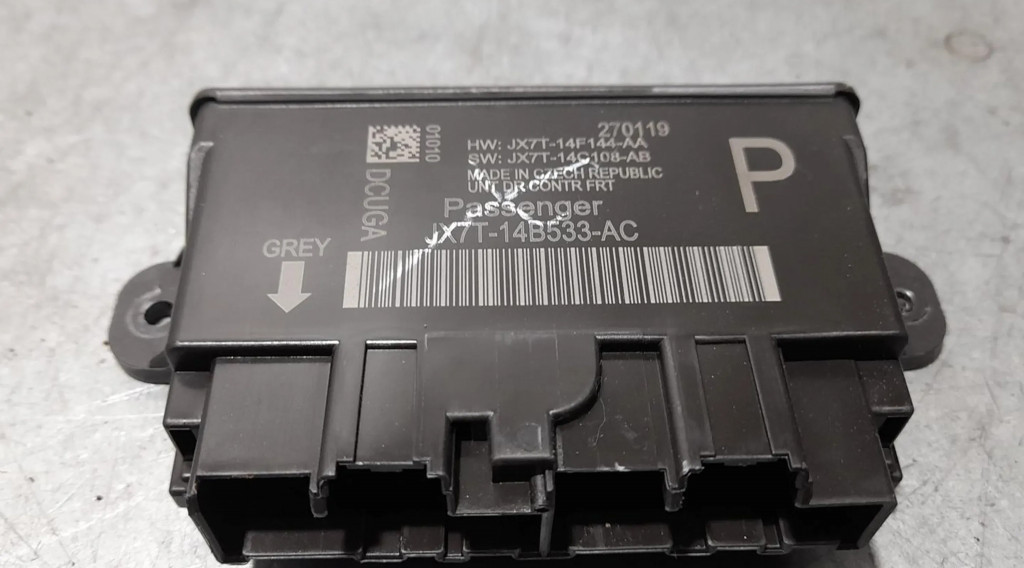 270119
HW: JX7T-14F144-AA
SW: JX7T-14C108-AB
MADE IN CZECH REPUBLIC
UNT DR CONTR FRT
Passenger
JX7T-14B533-AC
P
01010
DCUGA
GREY